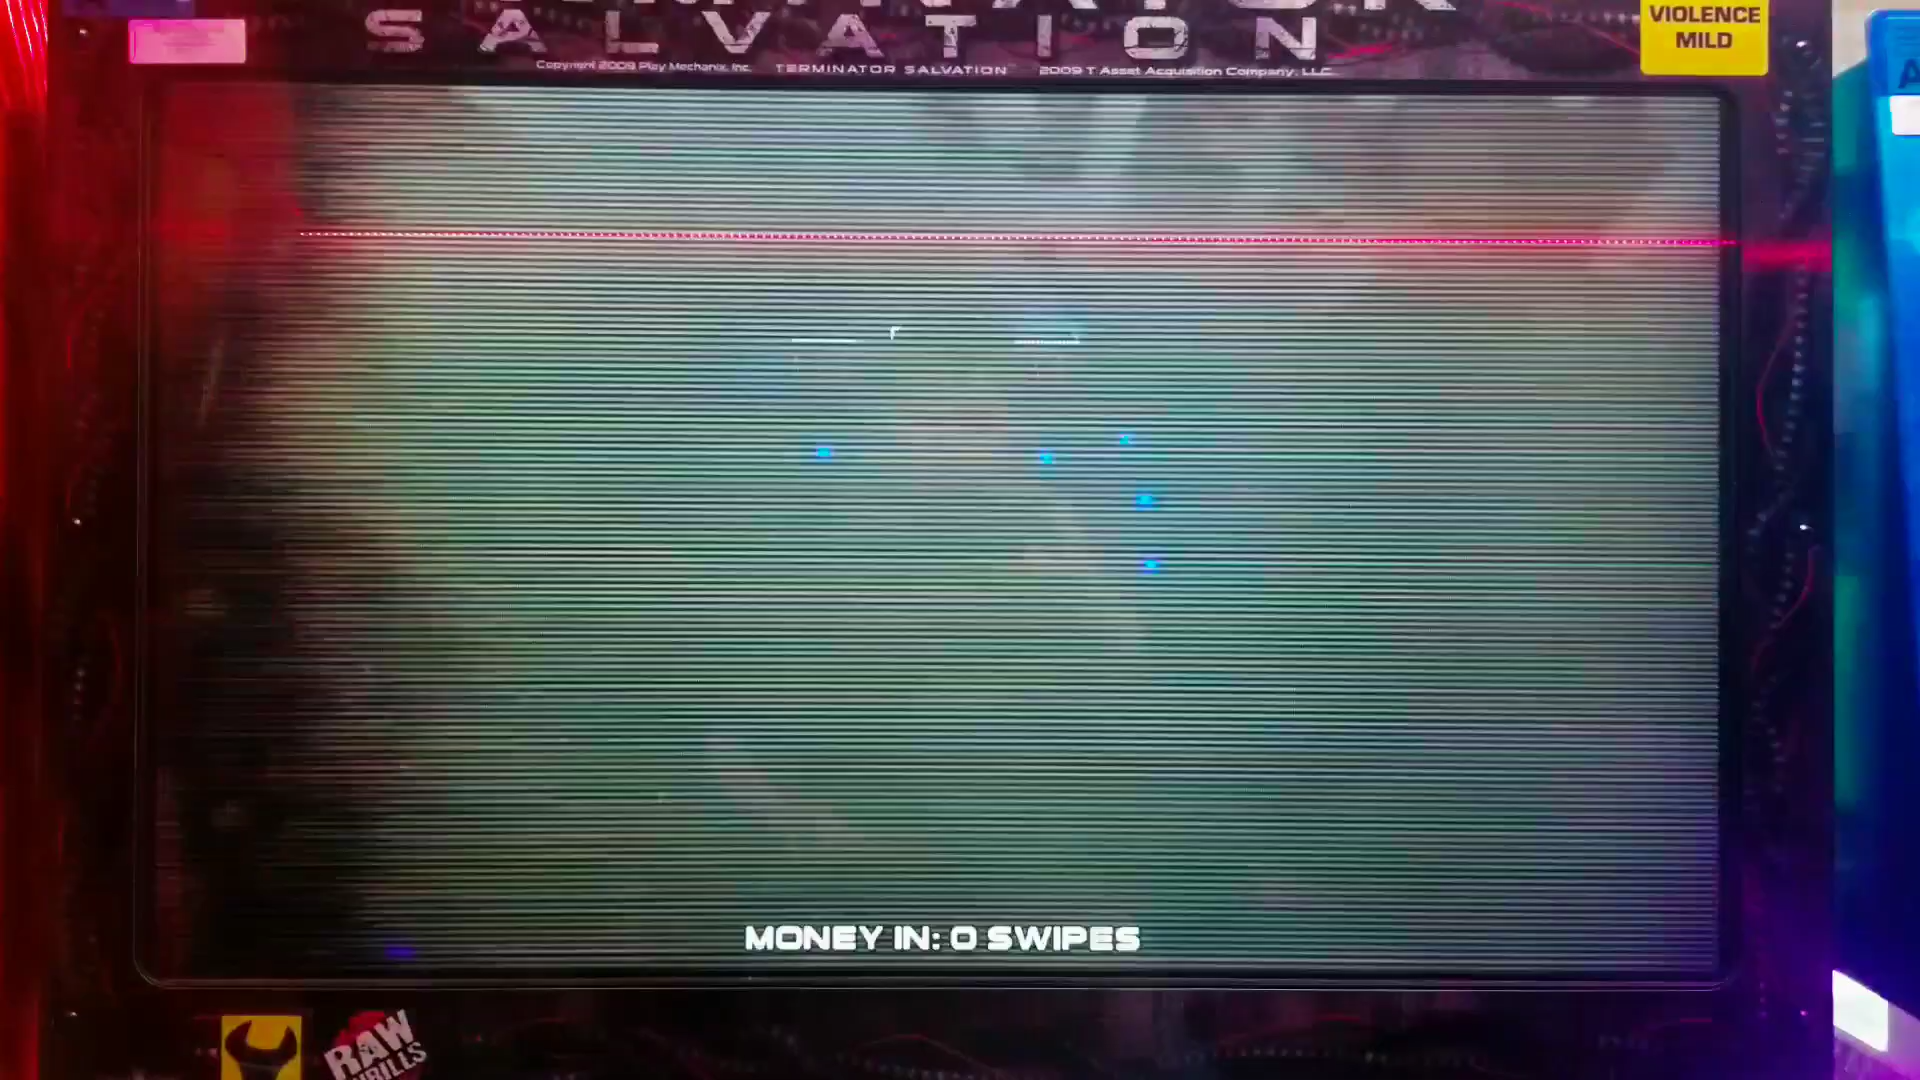 SALVATION
VIOLENCE
MILD
Copyright 2009 Play Mechanix, Inc. TERMINATOR SALVATION 2009 T Asset Acquisition Company, LLC.
MONEY IN: 0 SWIPES
RAW